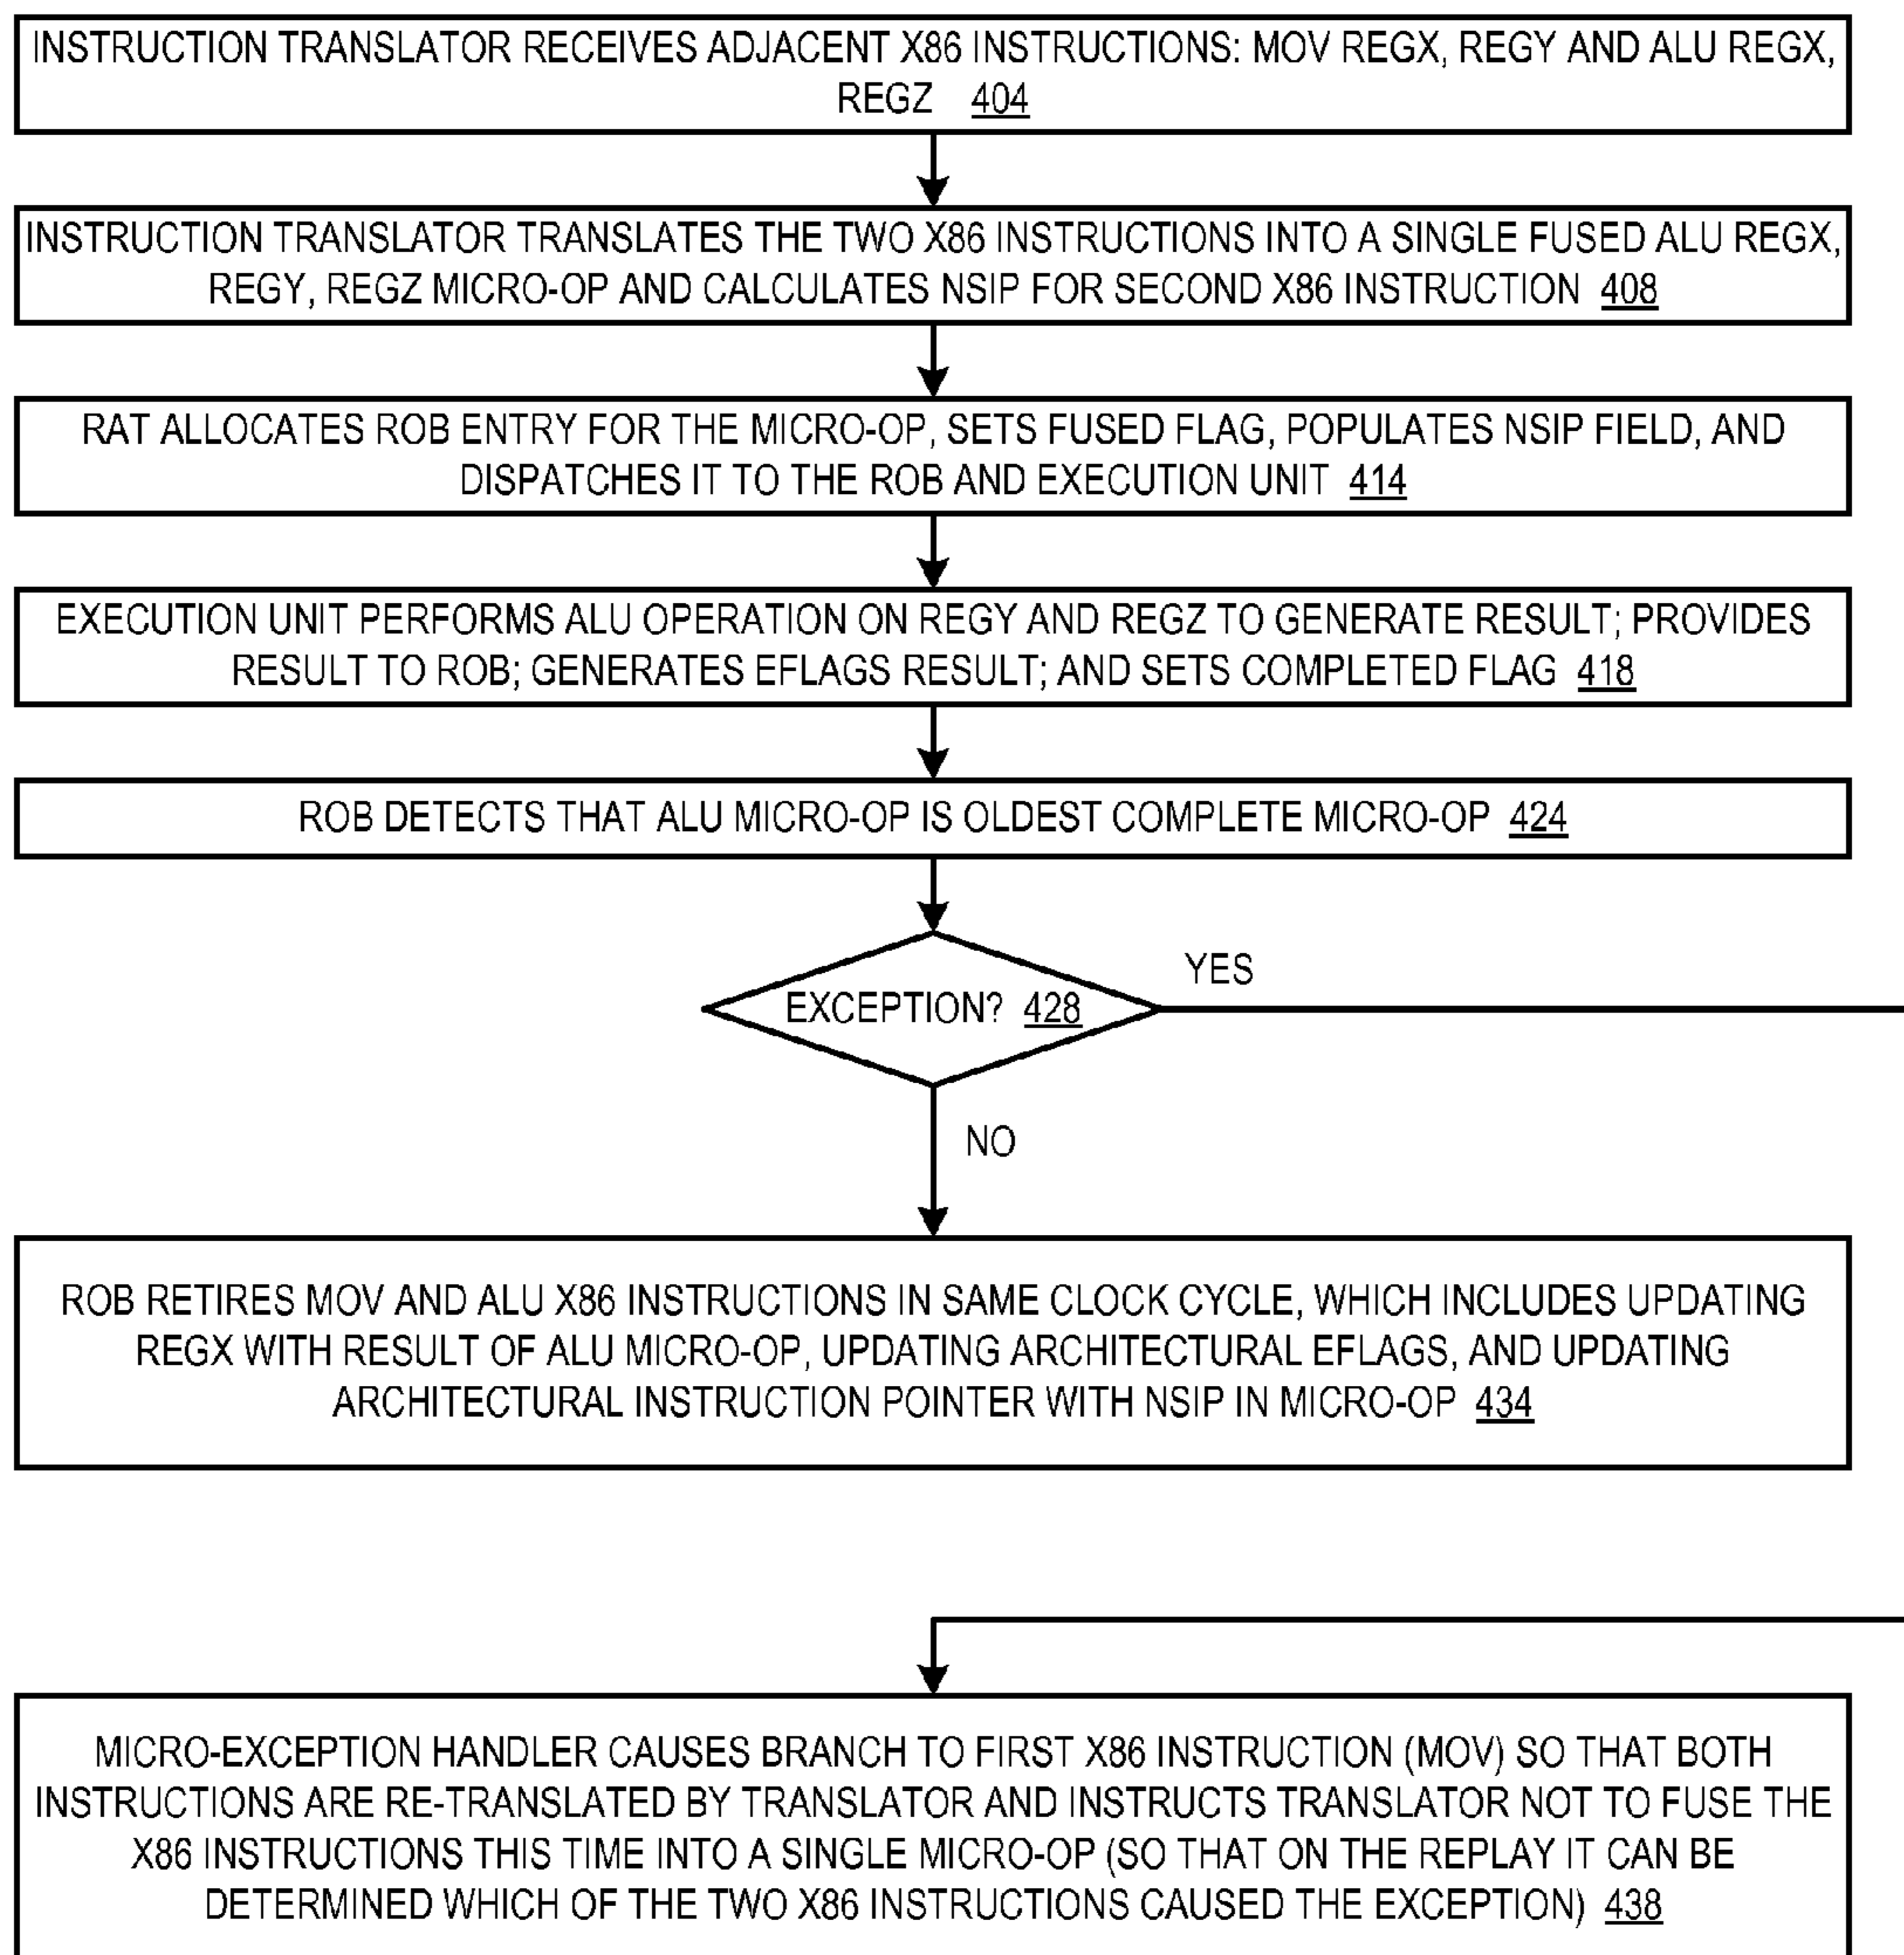 INSTRUCTION TRANSLATOR RECEIVES ADJACENT X86 INSTRUCTIONS: MOV REGX, REGY AND ALU REGX,
REGZ 404
INSTRUCTION TRANSLATOR TRANSLATES THE TWO X86 INSTRUCTIONS INTO A SINGLE FUSED ALU REGX,
REGY, REGZ MICRO-OP AND CALCULATES NSIP FOR SECOND X86 INSTRUCTION 408
RAT ALLOCATES ROB ENTRY FOR THE MICRO-OP, SETS FUSED FLAG, POPULATES NSIP FIELD, AND
DISPATCHES IT TO THE ROB AND EXECUTION UNIT 414
EXECUTION UNIT PERFORMS ALU OPERATION ON REGY AND REGZ TO GENERATE RESULT; PROVIDES
RESULT TO ROB; GENERATES EFLAGS RESULT; AND SETS COMPLETED FLAG 418
ROB DETECTS THAT ALU MICRO-OP IS OLDEST COMPLETE MICRO-OP 424
YES
EXCEPTION? 428
NO
ROB RETIRES MOV AND ALU X86 INSTRUCTIONS IN SAME CLOCK CYCLE, WHICH INCLUDES UPDATING
REGX WITH RESULT OF ALU MICRO-OP, UPDATING ARCHITECTURAL EFLAGS, AND UPDATING
ARCHITECTURAL INSTRUCTION POINTER WITH NSIP IN MICRO-OP 434
MICRO-EXCEPTION HANDLER CAUSES BRANCH TO FIRST X86 INSTRUCTION (MOV) SO THAT BOTH
INSTRUCTIONS ARE RE-TRANSLATED BY TRANSLATOR AND INSTRUCTS TRANSLATOR NOT TO FUSE THE
X86 INSTRUCTIONS THIS TIME INTO A SINGLE MICRO-OP (SO THAT ON THE REPLAY IT CAN BE
DETERMINED WHICH OF THE TWO X86 INSTRUCTIONS CAUSED THE EXCEPTION) 438